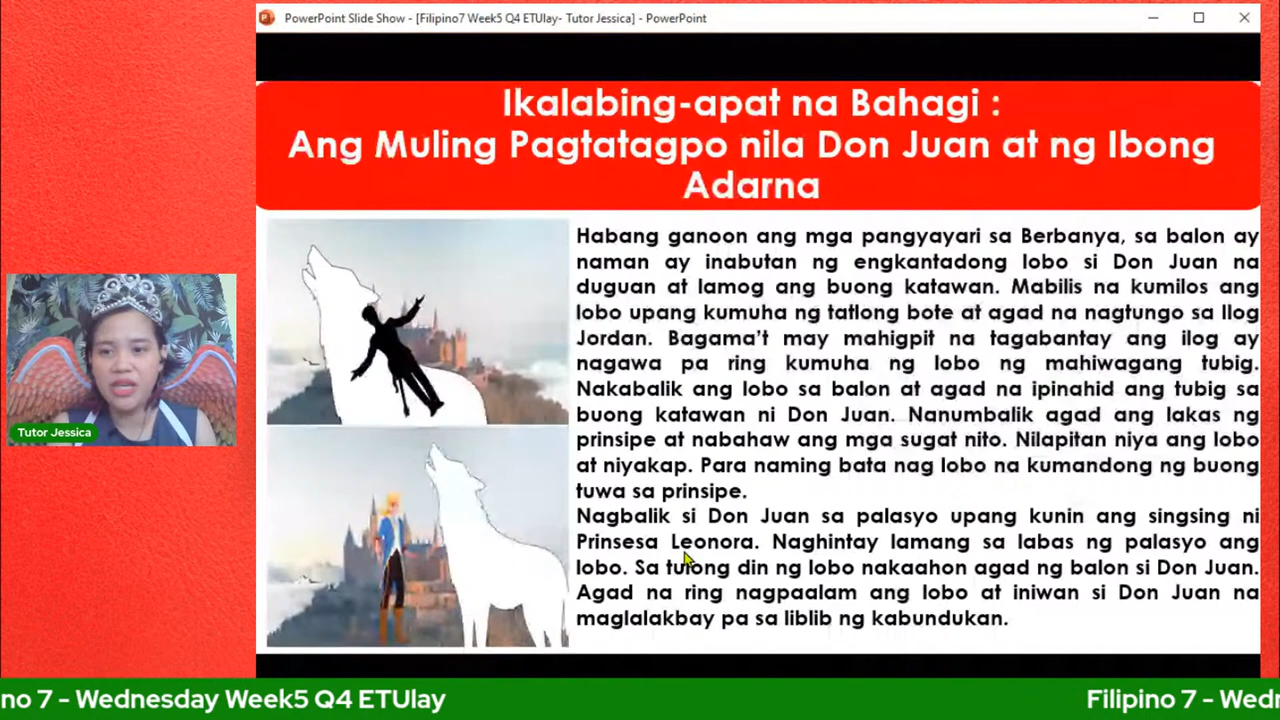 PowerPoint Slide Show - [Filipino7 Week5 Q4 ETUlay- Tutor Jessica] - PowerPoint
Ikalabing-apat na Bahagi :
Ang Muling Pagtatagpo nila Don Juan at ng Ibong
Adarna
Habang ganoon ang mga pangyayari sa Berbanya, sa balon ay
naman ay inabutan ng engkantadong lobo si Don Juan na
duguan at lamog ang buong katawan. Mabilis na kumilos ang
lobo upang kumuha ng tatlong bote at agad na nagtungo sa Ilog
Jordan. Bagama't may mahigpit na tagabantay ang ilog ay
nagawa pa ring kumuha ng lobo ng mahiwagang tubig.
Nakabalik ang lobo sa balon at agad na ipinahid ang tubig sa
buong katawan ni Don Juan. Nanumbalik agad ang lakas ng
prinsipe at nabahaw ang mga sugat nito. Nilapitan niya ang lobo
at niyakap. Para naming bata nag lobo na kumandong ng buong
tuwa sa prinsipe.
Nagbalik si Don Juan sa palasyo upang kunin ang singsing ni
Prinsesa Leonora. Naghintay lamang sa labas ng palasyo ang
lobo. Sa tulong din ng lobo nakaahon agad ng balon si Don Juan.
Agad na ring nagpaalam ang lobo at iniwan si Don Juan na
maglalakbay pa sa liblib ng kabundukan.
Tutor Jessica
no 7 - Wednesday Week5 Q4 ETUlay
Filipino 7 - Wedn